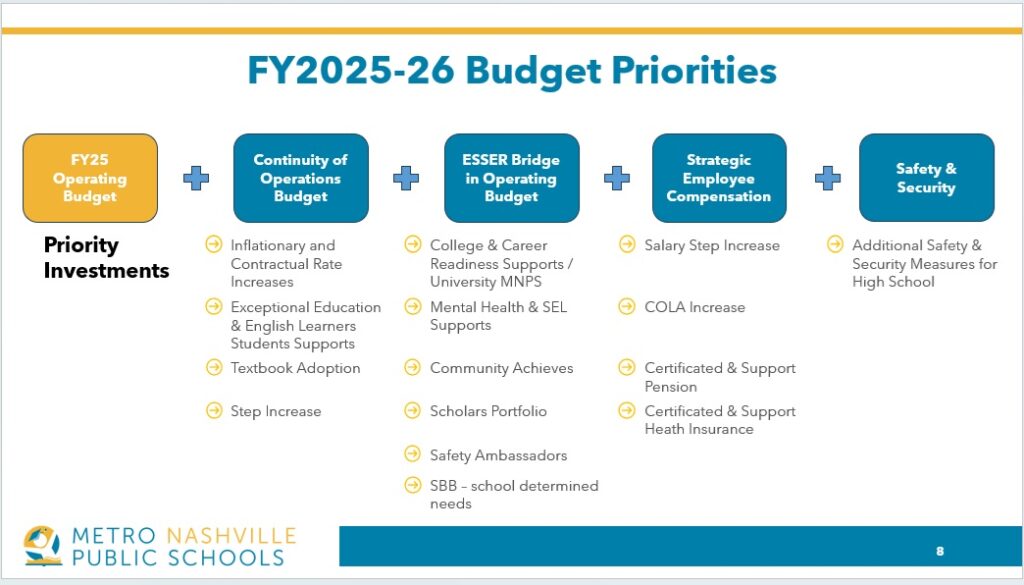 FY2025-26 Budget Priorities
FY25
Operating
Budget
Continuity of
Operations
Budget
ESSER Bridge
in Operating
Budget
Strategic
Employee
Compensation
Safety &
Security
Priority
Investments
Inflationary and
Contractual Rate
Increases
Exceptional Education
& English Learners
Students Supports
Textbook Adoption
Step Increase
College & Career
Readiness Supports /
University MNPS
Mental Health & SEL
Supports
Community Achieves
Scholars Portfolio
Safety Ambassadors
SBB – school determined
needs
Salary Step Increase
COLA Increase
Certificated & Support
Pension
Certificated & Support
Heath Insurance
Additional Safety &
Security Measures for
High School
METRO NASHVILLE
PUBLIC SCHOOLS
8